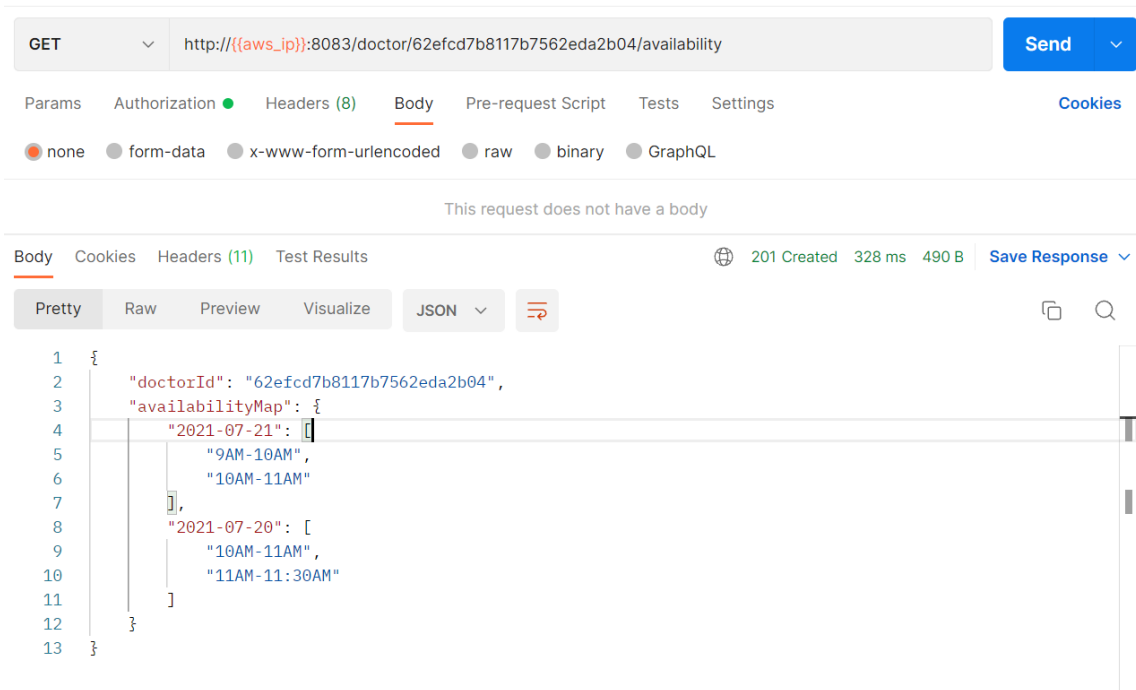 GET http://{{aws_ip}}:8083/doctor/62efcd7b8117b7562eda2b04/availability Send
Params Authorization Headers (8) Body Pre-request Script Tests Settings Cookies
none form-data x-www-form-urlencoded raw binary GraphQL
This request does not have a body
Body Cookies Headers (11) Test Results 201 Created 328 ms 490 B Save Response
Pretty Raw Preview Visualize JSON
1 {
2 "doctorId": "62efcd7b8117b7562eda2b04",
3 "availabilityMap": {
4 "2021-07-21": [
5 "9AM-10AM",
6 "10AM-11AM"
7 ],
8 "2021-07-20": [
9 "10AM-11AM",
10 "11AM-11:30AM"
11 ]
12 }
13 }